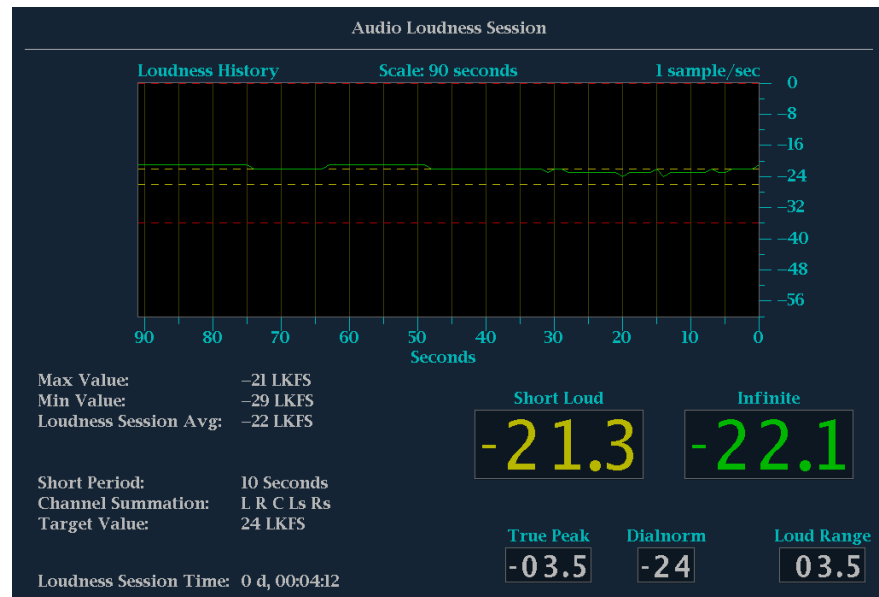 Audio Loudness Session
Loudness History Scale: 90 seconds 1 sample/sec
0
−8
−16
−24
−32
−40
−48
−56
90 80 70 60 50 40 30 20 10 0
Seconds
Max Value: −21 LKFS
Min Value: −29 LKFS
Loudness Session Avg: −22 LKFS
Short Loud Infinite
-21.3 -22.1
Short Period: 10 Seconds
Channel Summation: L R C Ls Rs
Target Value: 24 LKFS
True Peak Dialnorm Loud Range
-03.5 -24 03.5
Loudness Session Time: 0 d, 00:04:12